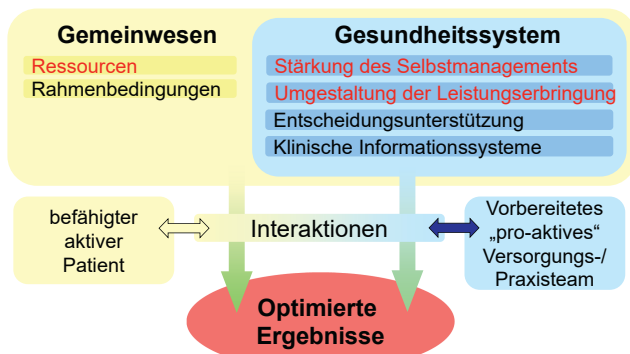 Gemeinwesen
Ressourcen
Rahmenbedingungen
Gesundheitssystem
Stärkung des Selbstmanagements
Umgestaltung der Leistungserbringung
Entscheidungsunterstützung
Klinische Informationssysteme
befähigter
aktiver
Patient
Interaktionen
Vorbereitetes
„pro-aktives“
Versorgungs-/
Praxisteam
Optimierte
Ergebnisse